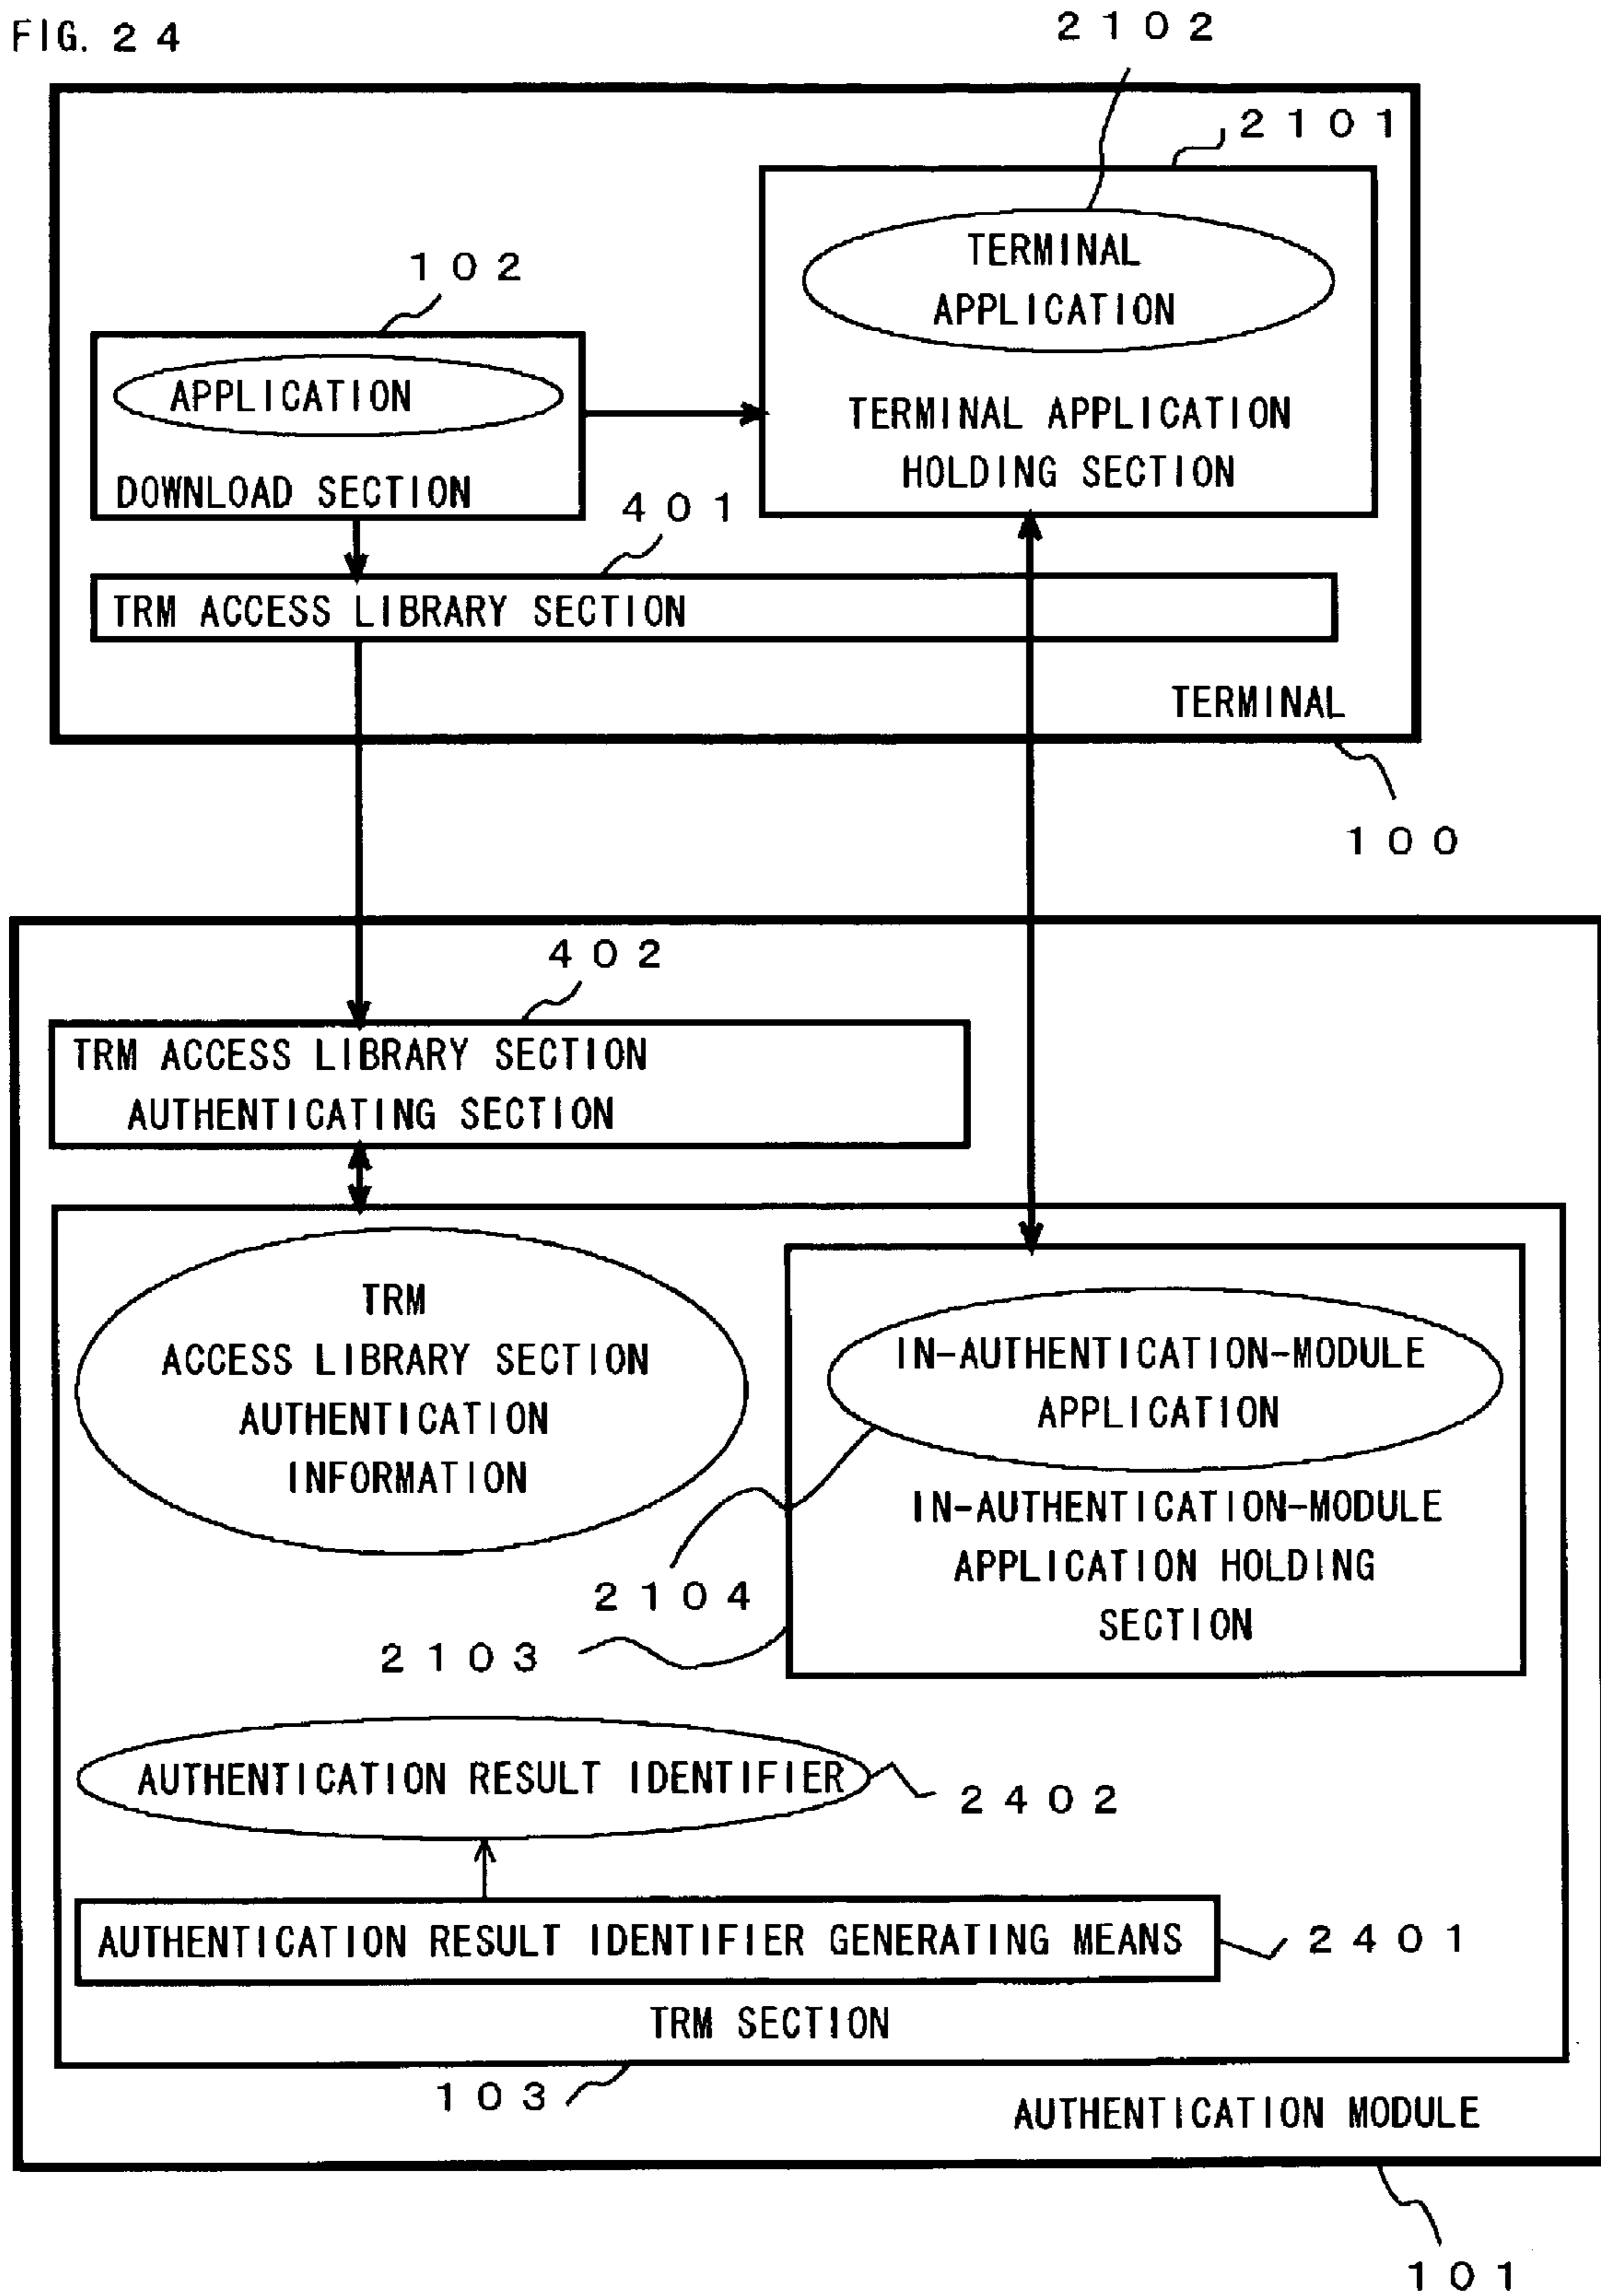 FIG. 24
2102
2101
TERMINAL
APPLICATION
TERMINAL APPLICATION
HOLDING SECTION
102
APPLICATION
DOWNLOAD SECTION
401
TRM ACCESS LIBRARY SECTION
TERMINAL
100
402
TRM ACCESS LIBRARY SECTION
AUTHENTICATING SECTION
TRM
ACCESS LIBRARY SECTION
AUTHENTICATION
INFORMATION
IN-AUTHENTICATION-MODULE
APPLICATION
IN-AUTHENTICATION-MODULE
APPLICATION HOLDING
SECTION
2104
2103
AUTHENTICATION RESULT IDENTIFIER
2402
AUTHENTICATION RESULT IDENTIFIER GENERATING MEANS
2401
TRM SECTION
103
AUTHENTICATION MODULE
101